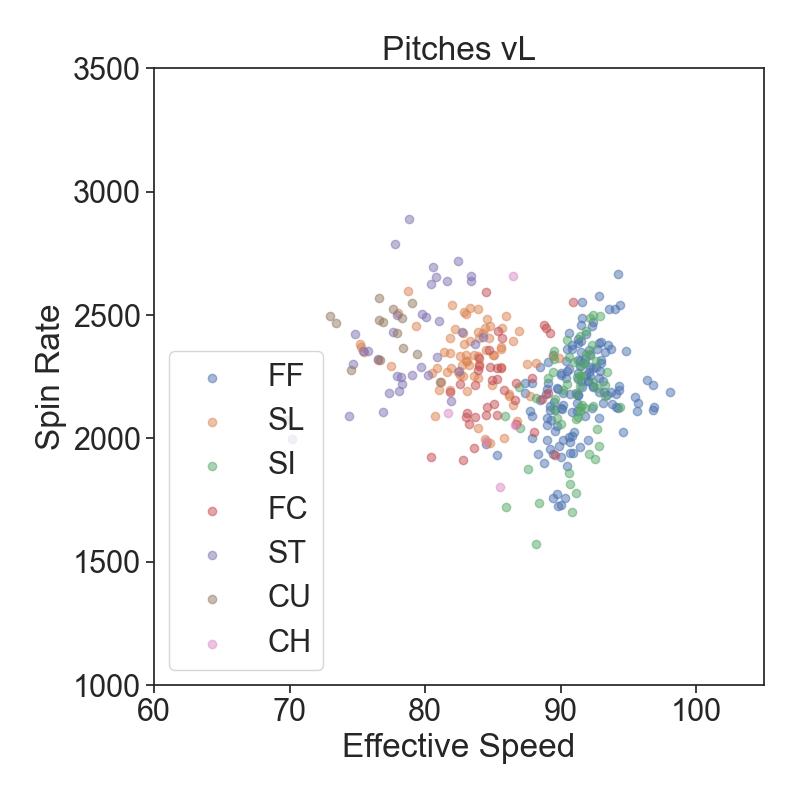 Pitches vL
3500
3000
2500
2000
1500
1000
Spin Rate
FF
SL
SI
FC
ST
CU
CH
60 70 80 90 100
Effective Speed